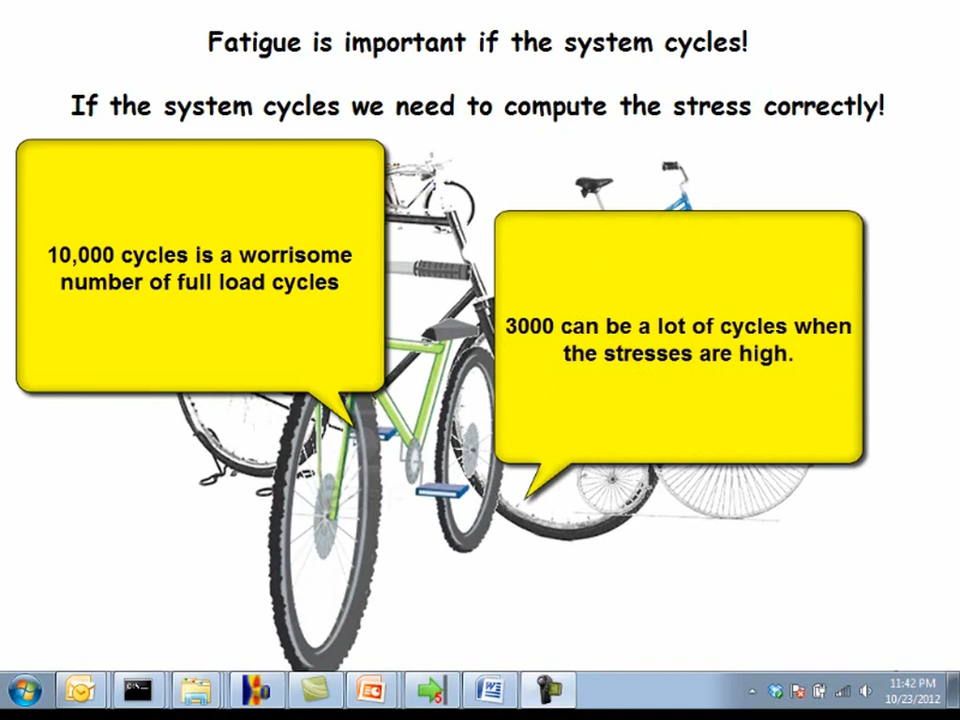 Fatigue is important if the system cycles!
If the system cycles we need to compute the stress correctly!
10,000 cycles is a worrisome
number of full load cycles
3000 can be a lot of cycles when
the stresses are high.
11:42 PM
10/23/2012